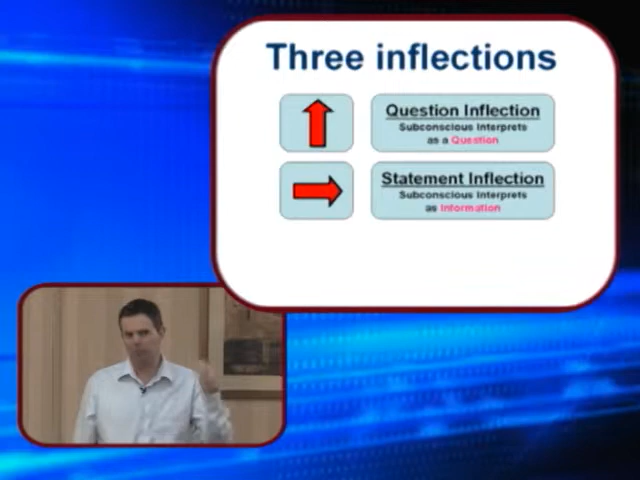 Three inflections
Question Inflection
Subconscious Interprets
as a Question
Statement Inflection
Subconscious Interprets
as Information